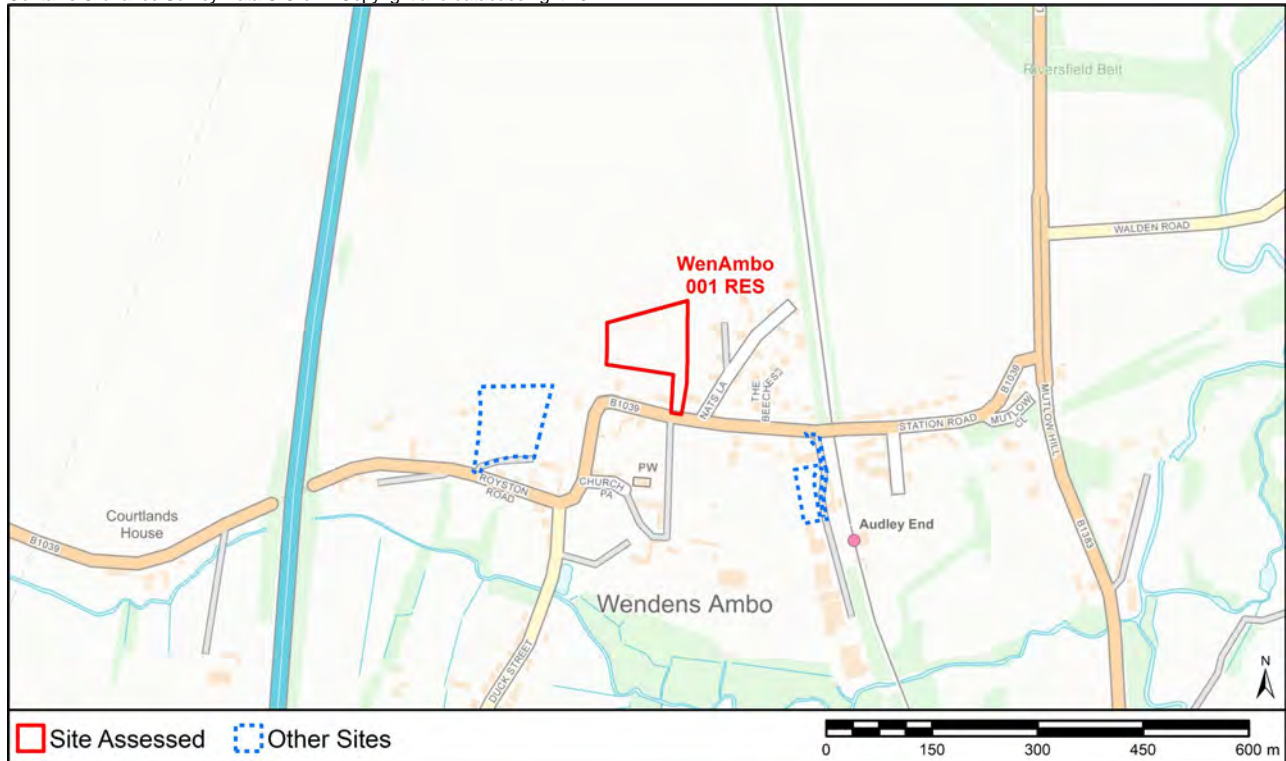 Riversfield Belt
WALDEN ROAD
WenAmbo
001 RES
NATS LA
THE
BEECHES
B1039
B1039
STATION ROAD
MUTLOW
CL
MUTLOW HILL
PW
CHURCH
PA
ROYSTON
ROAD
Courtlands
House
B1039
Audley End
B1383
Wendens Ambo
DUCK STREET
N
Site Assessed
Other Sites
0
150
300
450
600 m